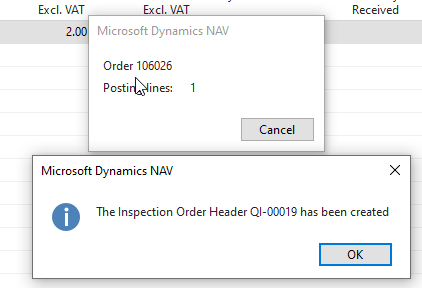 Excl. VAT Excl. VAT Received
2.00
Microsoft Dynamics NAV
Order 106026
Posting lines: 1
Cancel
Microsoft Dynamics NAV
The Inspection Order Header QI-00019 has been created
OK